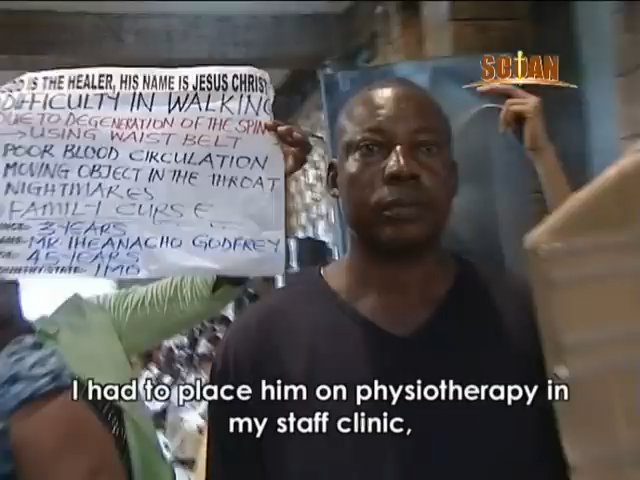 IS THE HEALER, HIS NAME IS JESUS CHRIST
DIFFICULTY IN WALKING
DUE TO DEGENERATION OF THE SPIN
→ USING WAIST BELT
POOR BLOOD CIRCULATION
MOVING OBJECT IN THE THROAT
NIGHTMARES
FAMILY CURSE
3 YEARS
MR IHEANACHO GODFREY
45 YEARS
IMO
SCOAN
I had to place him on physiotherapy in
my staff clinic,